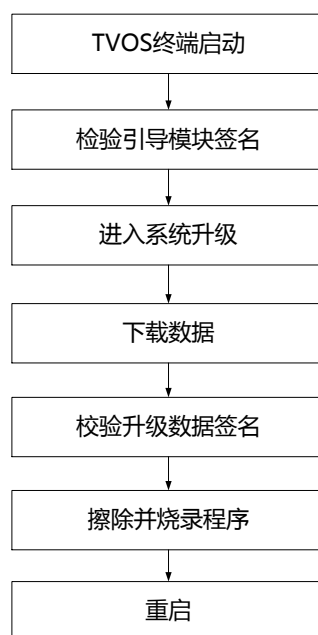 TVOS终端启动
检验引导模块签名
进入系统升级
下载数据
校验升级数据签名
擦除并烧录程序
重启